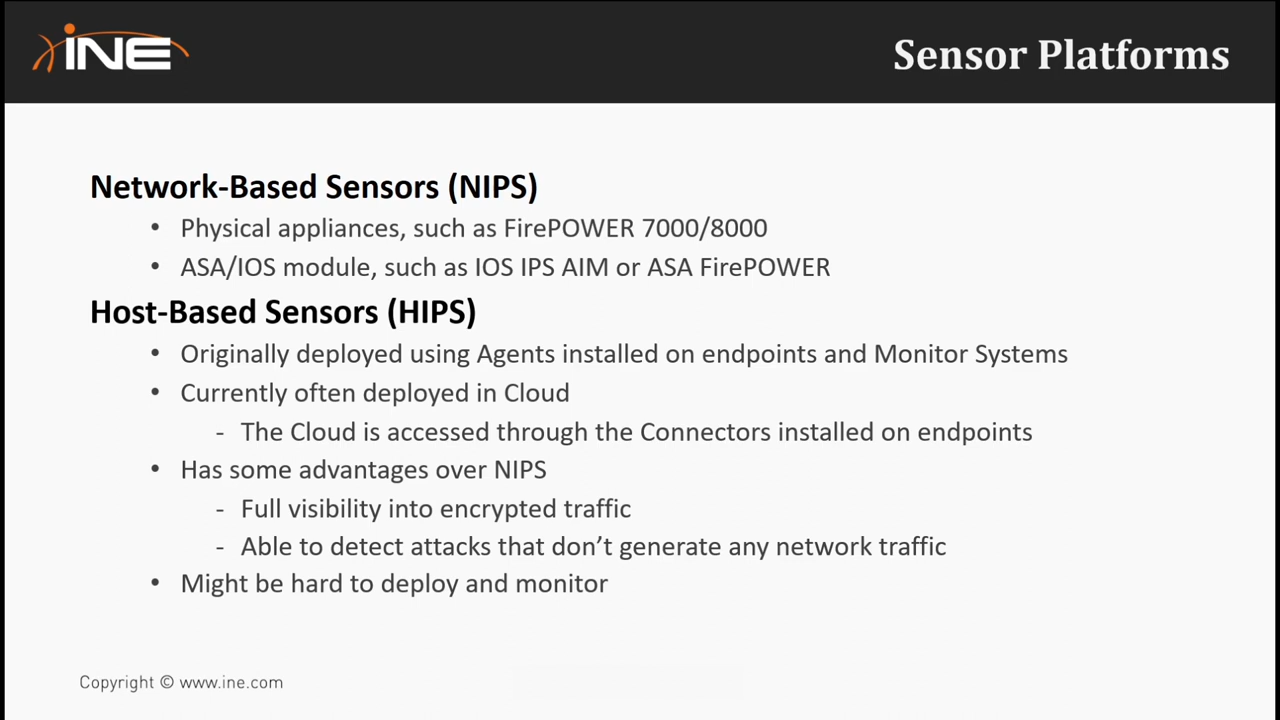 iNE
Sensor Platforms
Network-Based Sensors (NIPS)
• Physical appliances, such as FirePOWER 7000/8000
• ASA/IOS module, such as IOS IPS AIM or ASA FirePOWER
Host-Based Sensors (HIPS)
• Originally deployed using Agents installed on endpoints and Monitor Systems
• Currently often deployed in Cloud
- The Cloud is accessed through the Connectors installed on endpoints
• Has some advantages over NIPS
- Full visibility into encrypted traffic
- Able to detect attacks that don’t generate any network traffic
• Might be hard to deploy and monitor
Copyright © www.ine.com